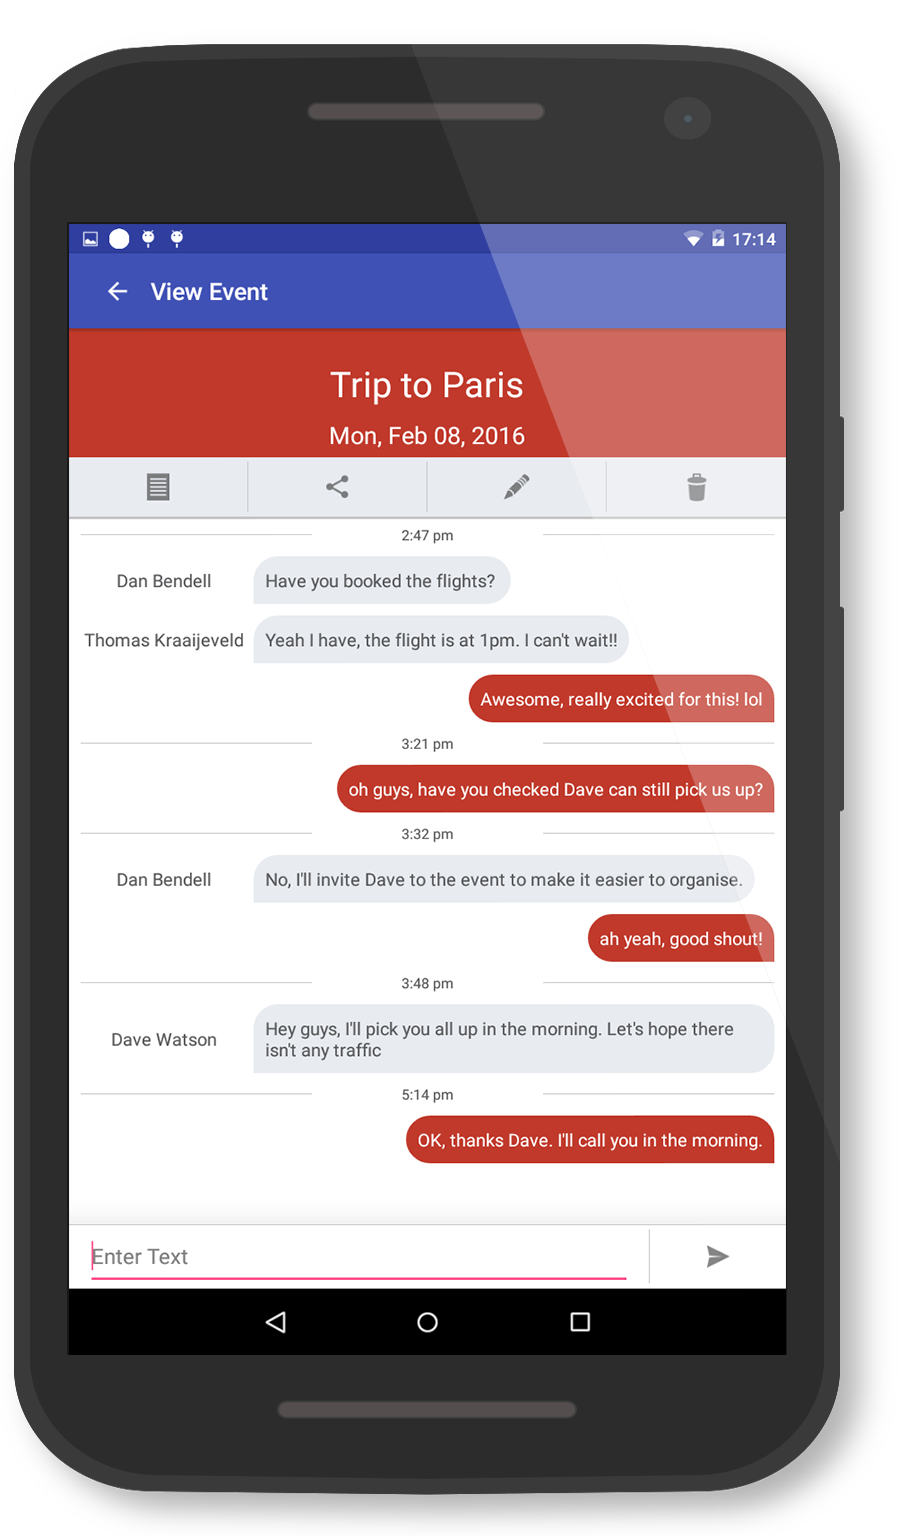 17:14
View Event
Trip to Paris
Mon, Feb 08, 2016
2:47 pm
Dan Bendell
Have you booked the flights?
Thomas Kraaijeveld
Yeah I have, the flight is at 1pm. I can't wait!!
Awesome, really excited for this! lol
3:21 pm
oh guys, have you checked Dave can still pick us up?
3:32 pm
Dan Bendell
No, I'll invite Dave to the event to make it easier to organise.
ah yeah, good shout!
3:48 pm
Dave Watson
Hey guys, I'll pick you all up in the morning. Let's hope there
isn't any traffic
5:14 pm
OK, thanks Dave. I'll call you in the morning.
Enter Text